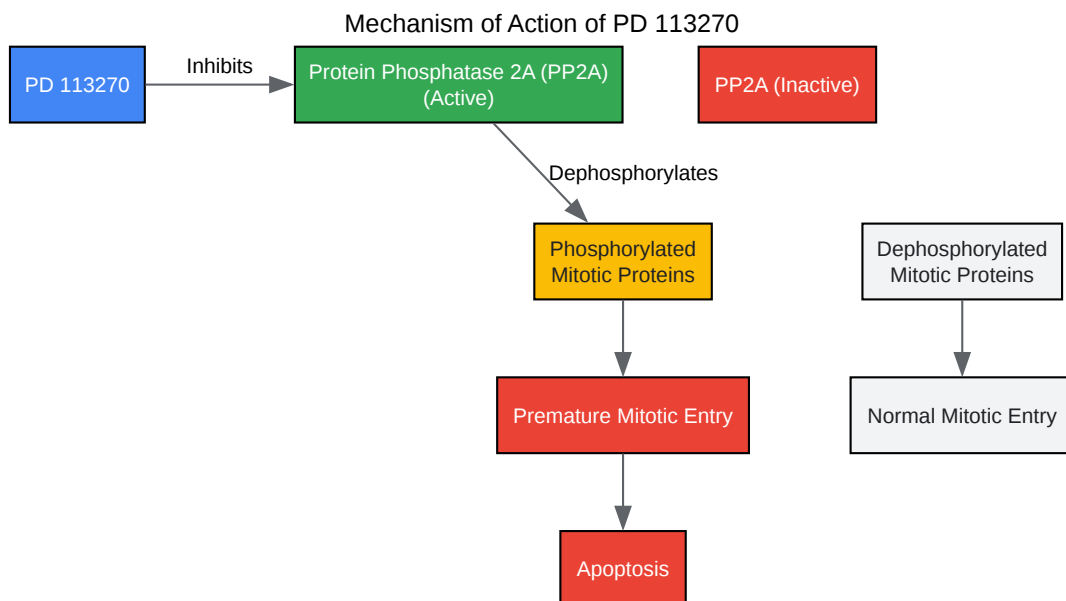 Mechanism of Action of PD 113270
PD 113270
Inhibits
Protein Phosphatase 2A (PP2A)
(Active)
PP2A (Inactive)
Dephosphorylates
Phosphorylated
Mitotic Proteins
Dephosphorylated
Mitotic Proteins
Premature Mitotic Entry
Normal Mitotic Entry
Apoptosis